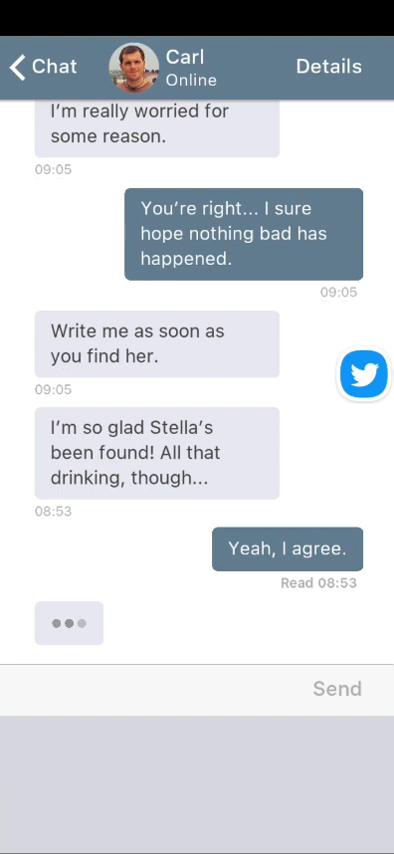 Chat
Carl
Online
Details
I'm really worried for
some reason.
09:05
You're right... I sure
hope nothing bad has
happened.
09:05
Write me as soon as
you find her.
09:05
I'm so glad Stella's
been found! All that
drinking, though...
08:53
Yeah, I agree.
Read 08:53
Send